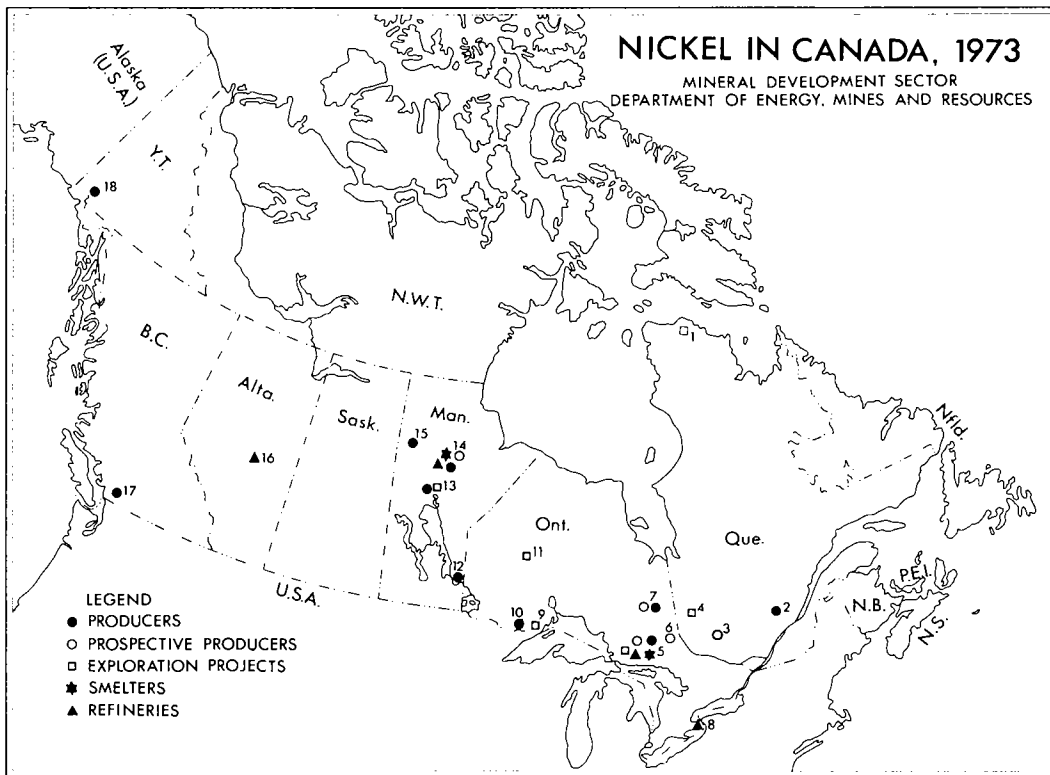 NICKEL IN CANADA, 1973
MINERAL DEVELOPMENT SECTOR
DEPARTMENT OF ENERGY, MINES AND RESOURCES
Alaska
(U.S.A.)
Y.T.
18
N.W.T.
B.C.
1
Alta.
Sask.
Man.
Nfld.
15
14
16
13
17
Ont.
Que.
11
U.S.A.
12
P.E.I.
N.B.
N.S.
10
9
7
4
2
6
3
5
8
LEGEND
PRODUCERS
PROSPECTIVE PRODUCERS
EXPLORATION PROJECTS
SMELTERS
REFINERIES